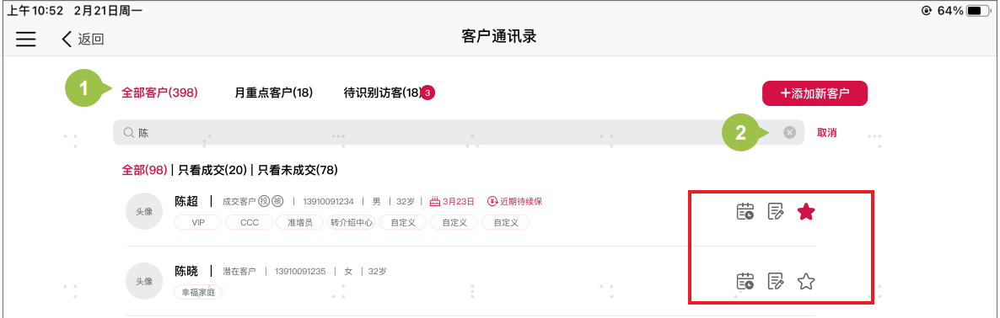 上午10:52 2月21日周一 64%
返回 客户通讯录
1 全部客户(398) 月重点客户(18) 待识别访客(18) 3 +添加新客户
陈 2 取消
全部(98) | 只看成交(20) | 只看未成交(78)
头像 陈超 | 成交客户 投 被 | 13910091234 | 男 | 32岁 | 3月23日 近期待续保
VIP CCC 准增员 转介绍中心 自定义 自定义 自定义
头像 陈晓 | 潜在客户 | 13910091235 | 女 | 32岁
幸福家庭